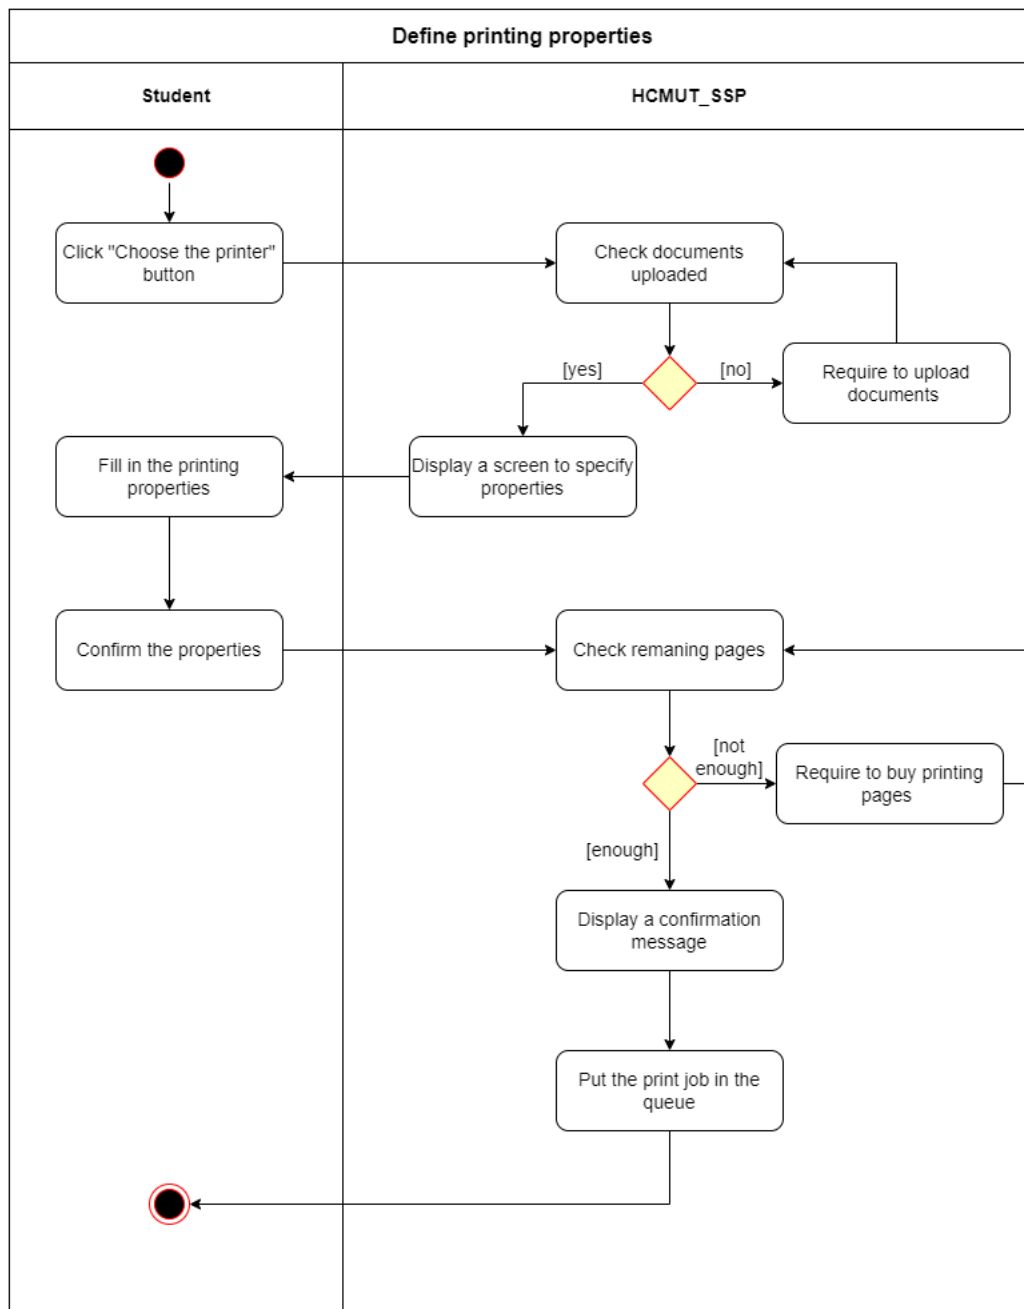 Define printing properties
Student
HCMUT_SSP
Click "Choose the printer"
button
Check documents
uploaded
[yes]
[no]
Require to upload
documents
Fill in the printing
properties
Display a screen to specify
properties
Confirm the properties
Check remaning pages
[not
enough]
Require to buy printing
pages
[enough]
Display a confirmation
message
Put the print job in the
queue